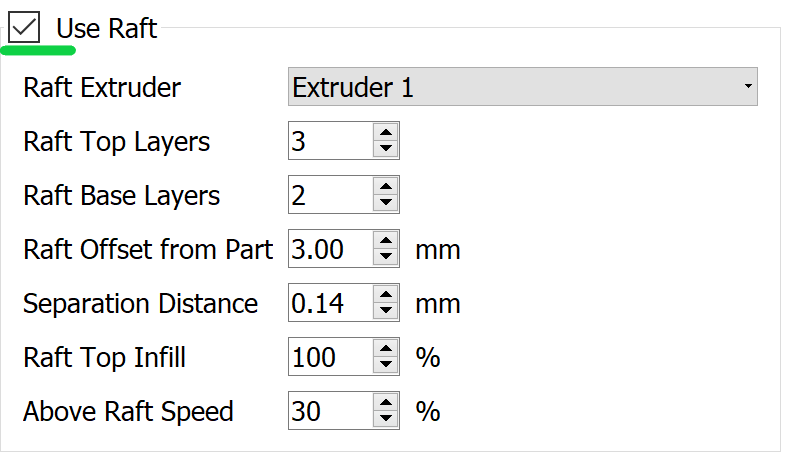 Use Raft
Raft Extruder Extruder 1
Raft Top Layers 3
Raft Base Layers 2
Raft Offset from Part 3.00 mm
Separation Distance 0.14 mm
Raft Top Infill 100 %
Above Raft Speed 30 %